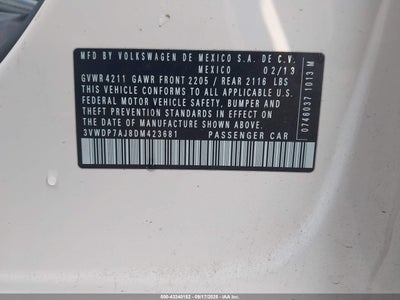 MFD. BY VOLKSWAGEN DE MEXICO S.A. DE C.V.
MEXICO 02/13
GVWR 4211 GAWR FRONT 2205 / REAR 2116 LBS
THIS VEHICLE CONFORMS TO ALL APPLICABLE U.S.
FEDERAL MOTOR VEHICLE SAFETY, BUMPER AND
THEFT PREVENTION STANDARDS IN EFFECT ON THE
DATE OF MANUFACTURE SHOWN ABOVE.
3VWDP7AJ8DM423681 PASSENGER CAR
0746037 1013 M
000-43240152 (09/17/2025 - IAA Inc.